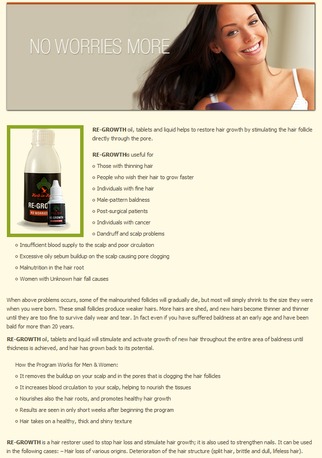 NO WORRIES MORE
RE-GROWTH oil, tablets and liquid helps to restore hair growth by stimulating the hair follicle
directly through the pore.
RE-GROWTH
RE-GROWTHis useful for
Those with thinning hair
People who wish their hair to grow faster
Individuals with fine hair
Male-pattern baldness
Post-surgical patients
Individuals with cancer
Dandruff and scalp problems
Insufficient blood supply to the scalp and poor circulation
Excessive oily sebum buildup on the scalp causing pore clogging
Malnutrition in the hair root
Women with Unknown hair fall causes
When above problems occurs, some of the malnourished follicles will gradually die, but most will simply shrink to the size they were
when you were born. These small follicles produce weaker hairs. More hairs are shed, and new hairs become thinner and thinner
until they are too fine to survive daily wear and tear. In fact even if you have suffered baldness at an early age and have been
bald for more than 20 years.
RE-GROWTH oil, tablets and liquid will stimulate and activate growth of new hair throughout the entire area of baldness until
thickness is achieved, and hair has grown back to its potential.
How the Program Works for Men & Women:
It removes the buildup on your scalp and in the pores that is clogging the hair follicles
It increases blood circulation to your scalp, helping to nourish the tissues
Nourishes also the hair roots, and promotes healthy hair growth
Results are seen in only short weeks after beginning the program
Hair takes on a healthy, thick and shiny texture
RE-GROWTH is a hair restorer used to stop hair loss and stimulate hair growth; it is also used to strengthen nails. It can be used
in the following cases: –Hair loss of various origins. Deterioration of the hair structure (split hair, brittle and dull, lifeless hair).